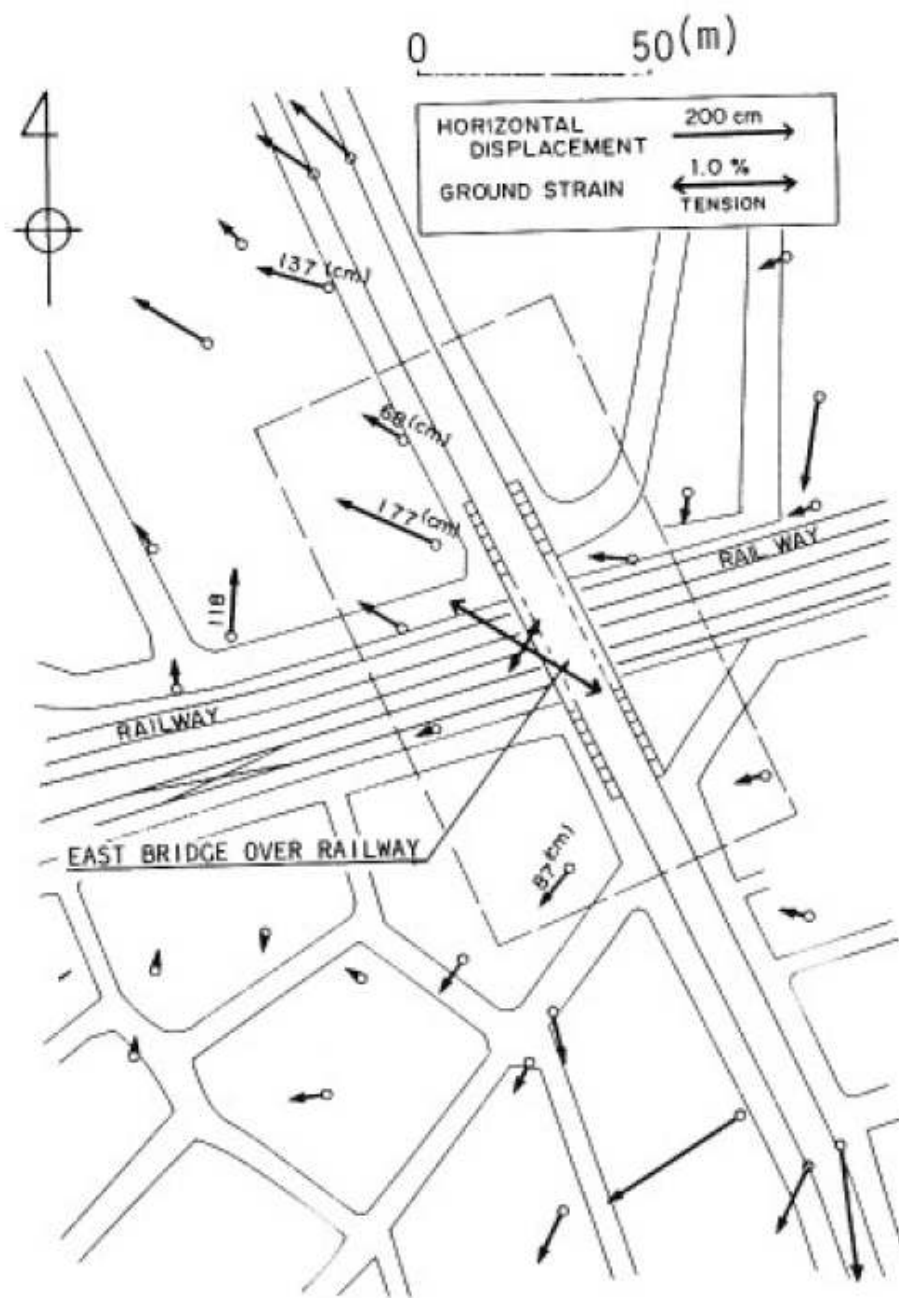 0 50(m)
HORIZONTAL
DISPLACEMENT
200 cm
GROUND STRAIN
1.0 %
TENSION
137 (cm)
68 (cm)
177 (cm)
118
RAIL WAY
RAILWAY
EAST BRIDGE OVER RAILWAY
87 (cm)